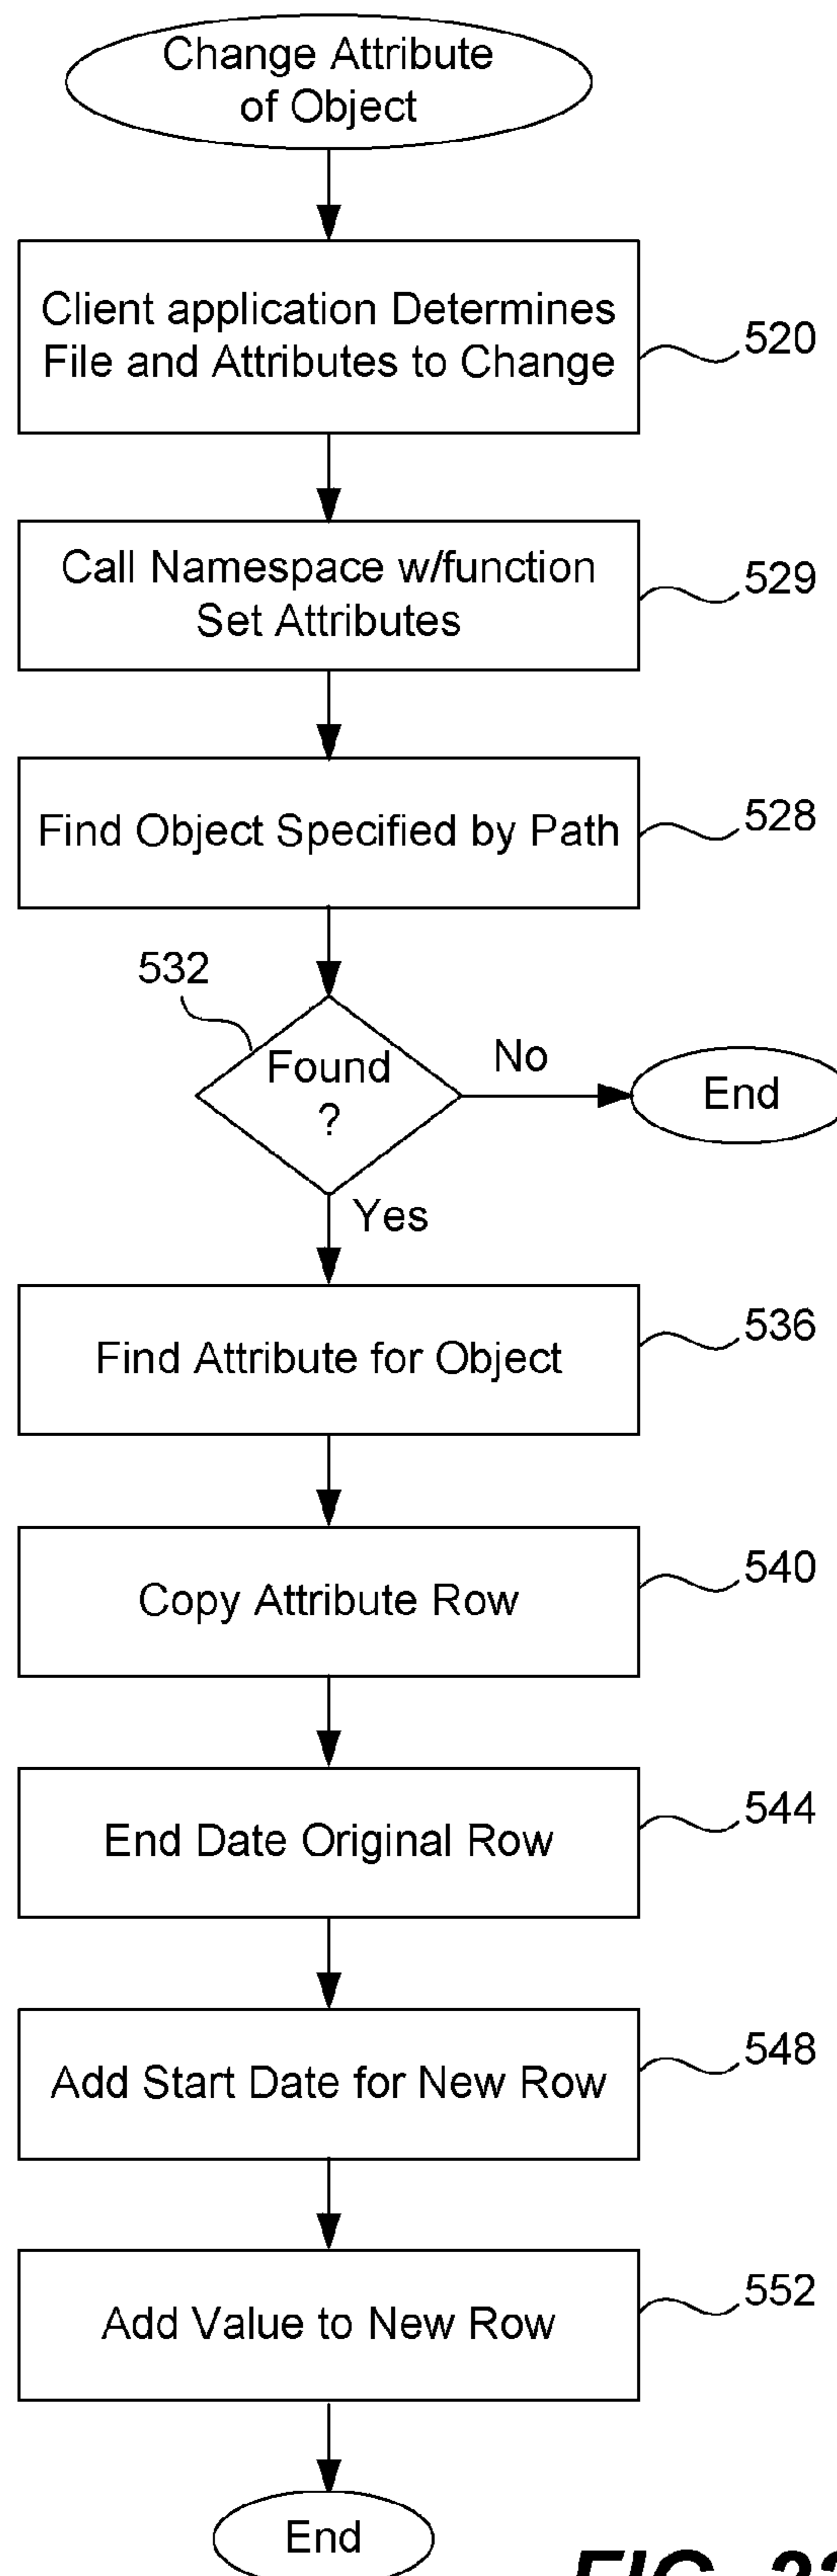 Change Attribute
of Object
Client application Determines
File and Attributes to Change
520
Call Namespace w/function
Set Attributes
529
Find Object Specified by Path
528
532
Found
?
No
End
Yes
Find Attribute for Object
536
Copy Attribute Row
540
End Date Original Row
544
Add Start Date for New Row
548
Add Value to New Row
552
End
FIG.